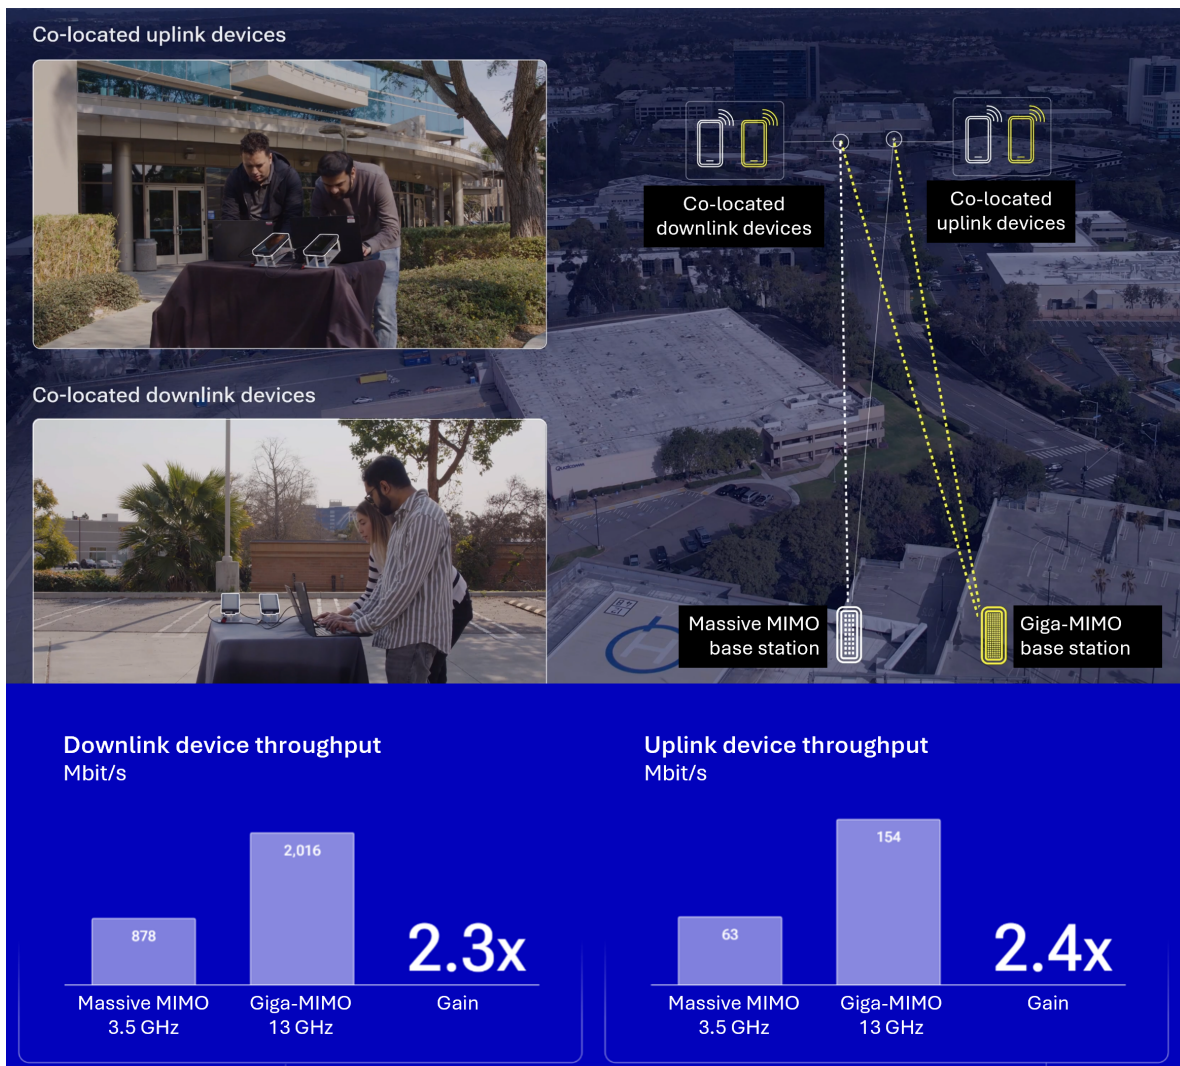 Co-located uplink devices
Co-located downlink devices
Co-located
downlink devices
Co-located
uplink devices
Qualcomm
Massive MIMO
base station
Giga-MIMO
base station
H
Downlink device throughput
Mbit/s
878
2,016
2.3x
Massive MIMO
3.5 GHz
Giga-MIMO
13 GHz
Gain
Uplink device throughput
Mbit/s
63
154
2.4x
Massive MIMO
3.5 GHz
Giga-MIMO
13 GHz
Gain